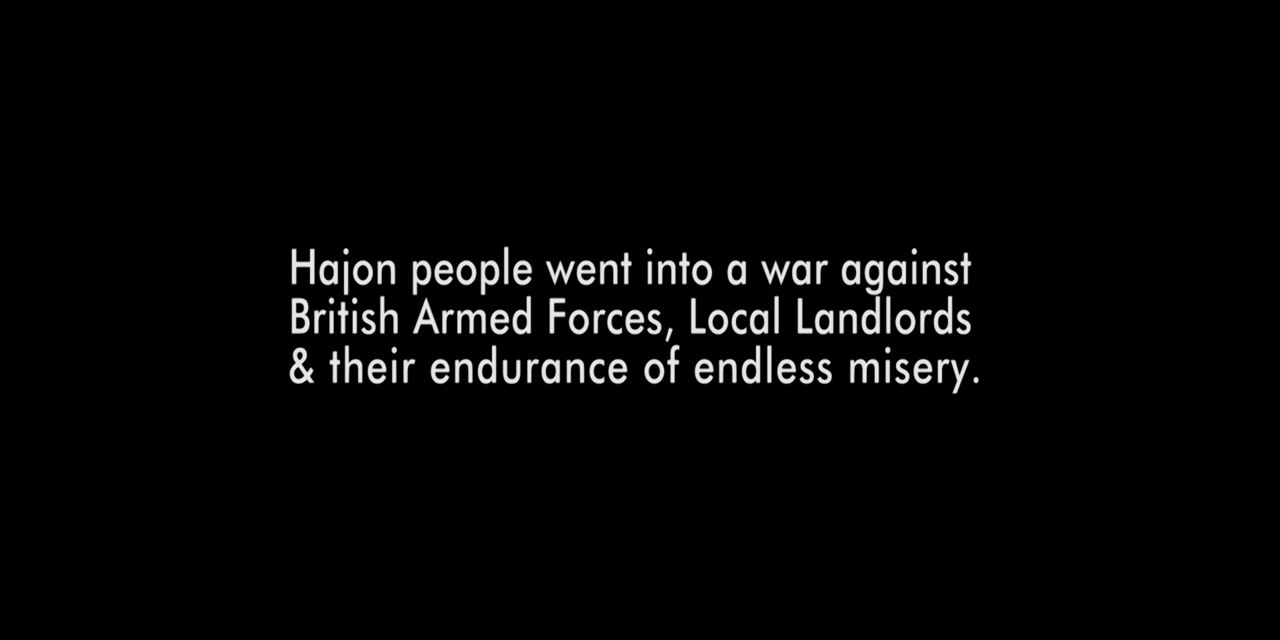 Hajon people went into a war against
British Armed Forces, Local Landlords
& their endurance of endless misery.